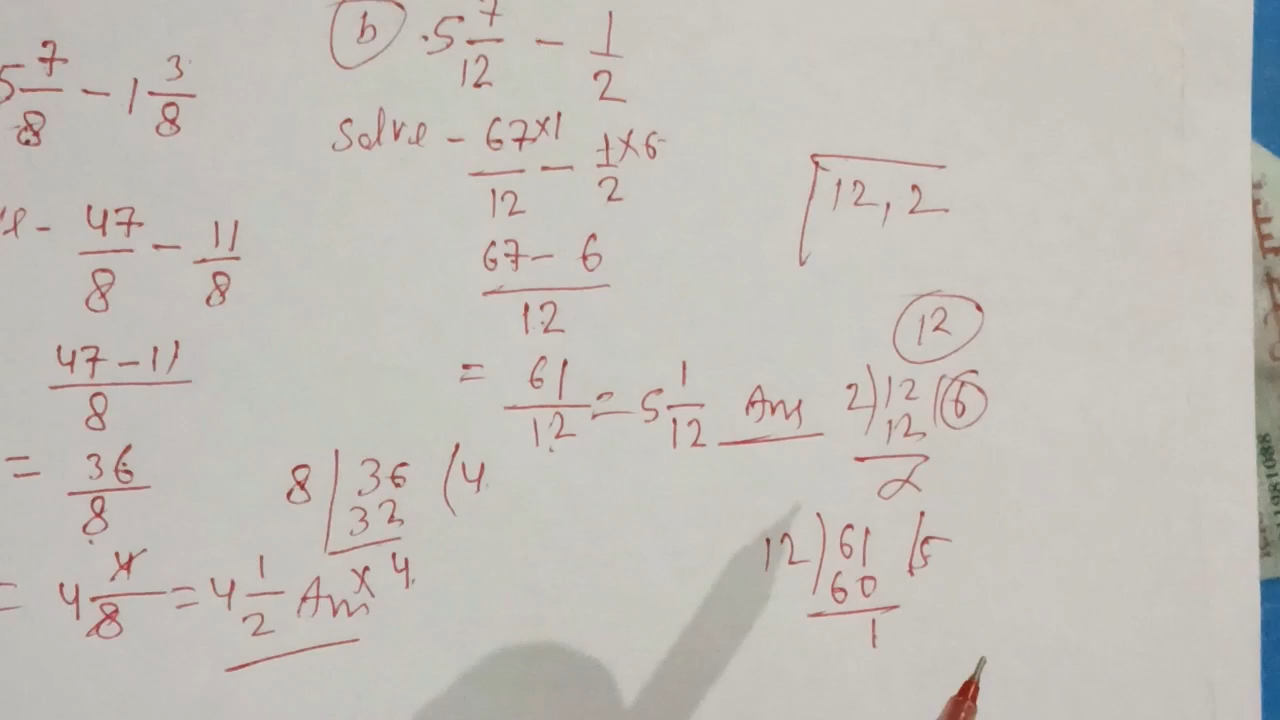 5 7/8 - 1 3/8
47/8 - 11/8
47 - 11/8
= 36/8
8 | 36 ( 4
32
x 4
= 4 4/8 = 4 1/2 Ans
(b) 5 7/12 - 1/2
Solve - 67×1/12 - 1×6/2
67 - 6/12
= 61/12 = 5 1/12 Ans
12, 2
12
2 ) 12 ( 6
12
12 ) 61 ( 5
60
1
1981088